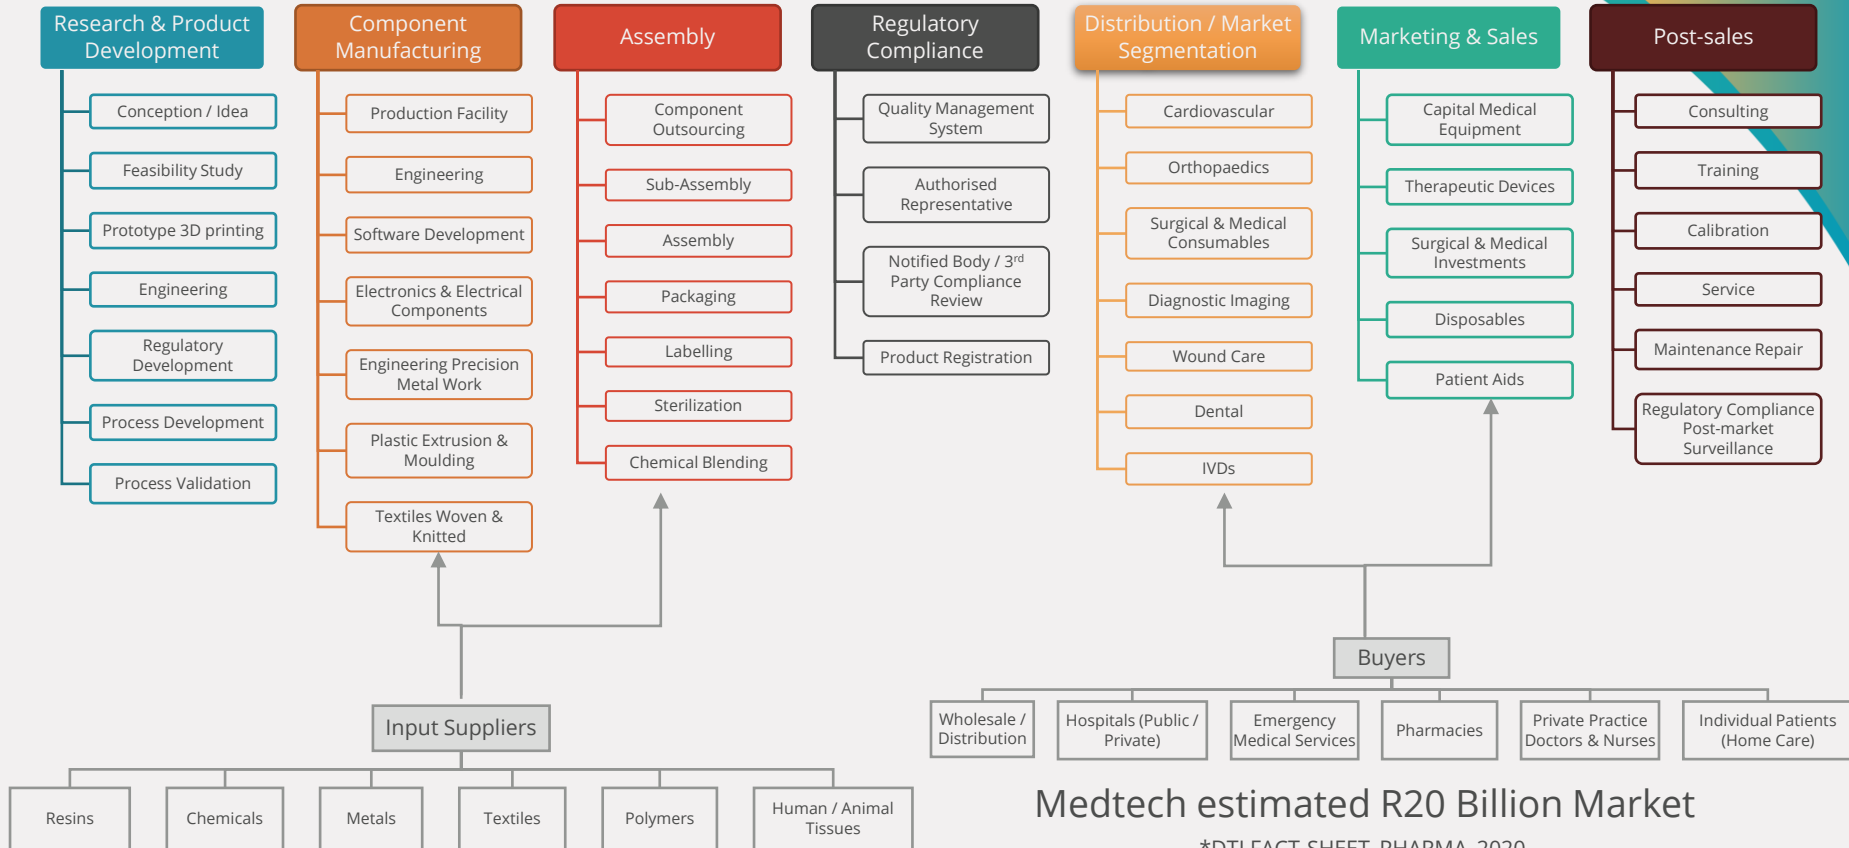 Research & Product
Development
Conception / Idea
Feasibility Study
Prototype 3D printing
Engineering
Regulatory
Development
Process Development
Process Validation
Component
Manufacturing
Production Facility
Engineering
Software Development
Electronics & Electrical
Components
Engineering Precision
Metal Work
Plastic Extrusion &
Moulding
Textiles Woven &
Knitted
Assembly
Component
Outsourcing
Sub-Assembly
Assembly
Packaging
Labelling
Sterilization
Chemical Blending
Regulatory
Compliance
Quality Management
System
Authorised
Representative
Notified Body / 3rd
Party Compliance
Review
Product Registration
Distribution / Market
Segmentation
Cardiovascular
Orthopaedics
Surgical & Medical
Consumables
Diagnostic Imaging
Wound Care
Dental
IVDs
Marketing & Sales
Capital Medical
Equipment
Therapeutic Devices
Surgical & Medical
Investments
Disposables
Patient Aids
Post-sales
Consulting
Training
Calibration
Service
Maintenance Repair
Regulatory Compliance
Post-market
Surveillance
Input Suppliers
Resins
Chemicals
Metals
Textiles
Polymers
Human / Animal
Tissues
Buyers
Wholesale /
Distribution
Hospitals (Public /
Private)
Emergency
Medical Services
Pharmacies
Private Practice
Doctors & Nurses
Individual Patients
(Home Care)
Medtech estimated R20 Billion Market
*DTI FACT SHEET PHARMA 2020